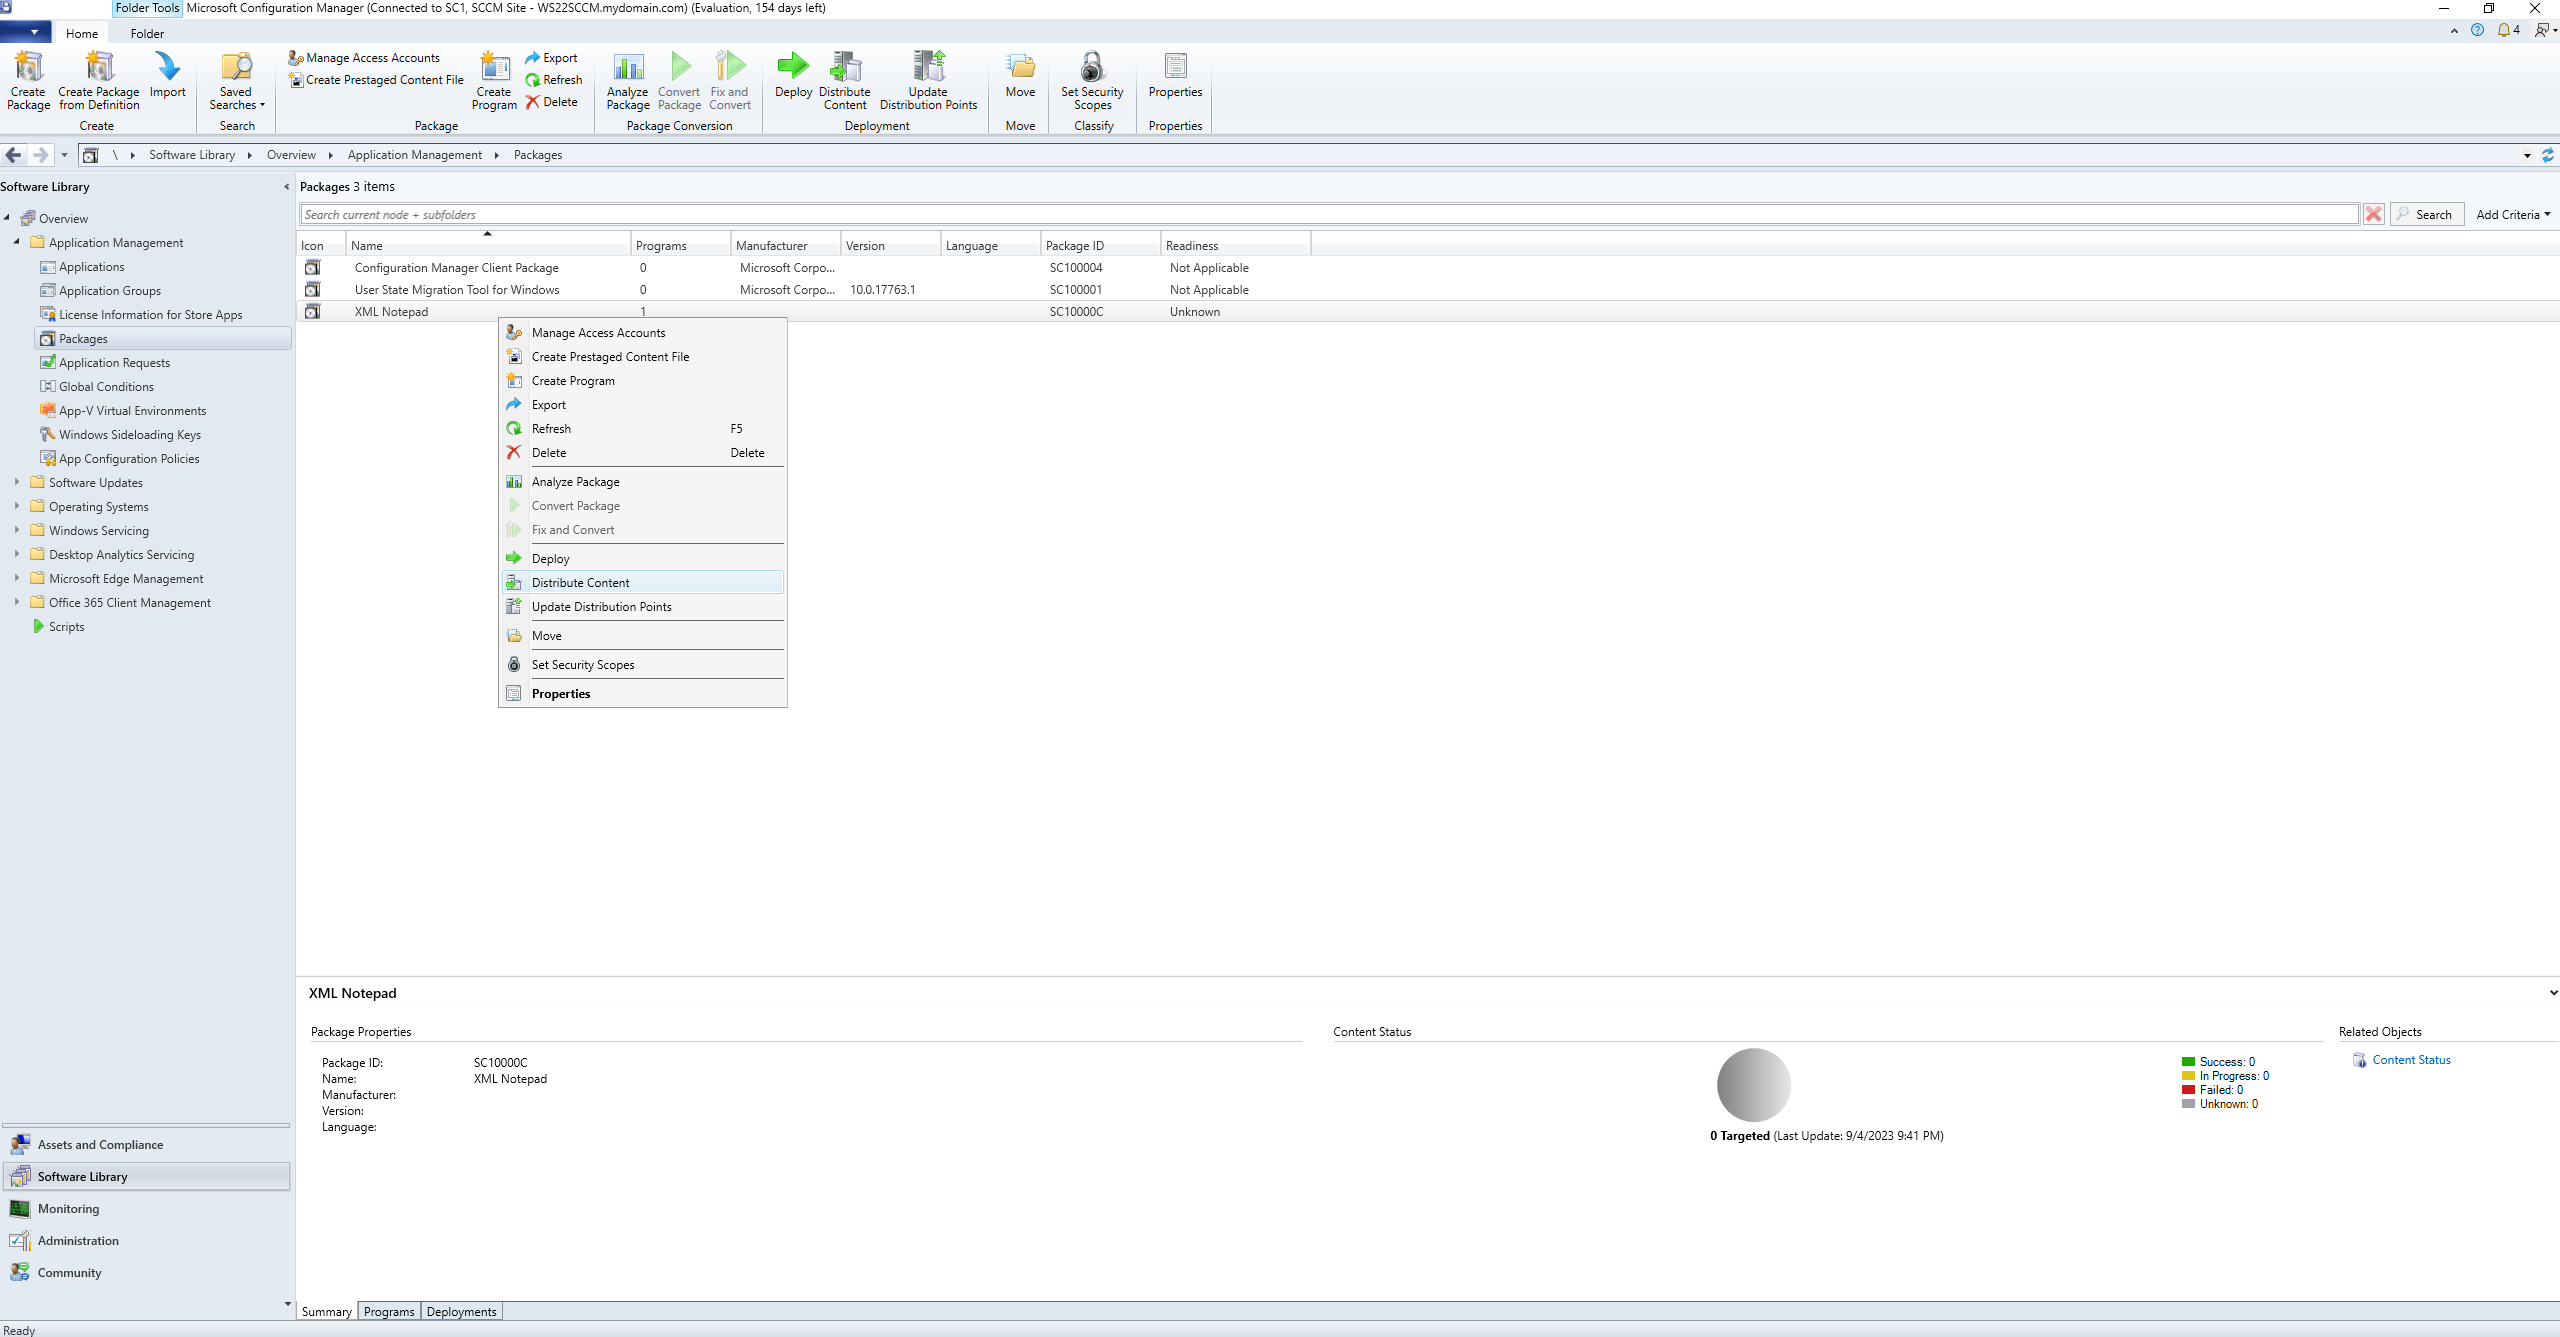 Folder Tools Microsoft Configuration Manager (Connected to SC1, SCCM Site - WS22SCCM.mydomain.com) (Evaluation, 154 days left)
Home Folder
4
Create Package
Create Package from Definition
Import
Create
Saved Searches
Search
Manage Access Accounts
Create Prestaged Content File
Create Program
Export
Refresh
Delete
Package
Analyze Package
Convert Package
Fix and Convert
Package Conversion
Deploy
Distribute Content
Update Distribution Points
Deployment
Move
Move
Set Security Scopes
Classify
Properties
Properties
\ Software Library Overview Application Management Packages
Software Library
Overview
Application Management
Applications
Application Groups
License Information for Store Apps
Packages
Application Requests
Global Conditions
App-V Virtual Environments
Windows Sideloading Keys
App Configuration Policies
Software Updates
Operating Systems
Windows Servicing
Desktop Analytics Servicing
Microsoft Edge Management
Office 365 Client Management
Scripts
Assets and Compliance
Software Library
Monitoring
Administration
Community
Packages 3 items
Search current node + subfolders
Search
Add Criteria
Icon Name Programs Manufacturer Version Language Package ID Readiness
Configuration Manager Client Package 0 Microsoft Corpo... SC100004 Not Applicable
User State Migration Tool for Windows 0 Microsoft Corpo... 10.0.17763.1 SC100001 Not Applicable
XML Notepad 1 SC10000C Unknown
Manage Access Accounts
Create Prestaged Content File
Create Program
Export
Refresh F5
Delete Delete
Analyze Package
Convert Package
Fix and Convert
Deploy
Distribute Content
Update Distribution Points
Move
Set Security Scopes
Properties
XML Notepad
Package Properties
Package ID: SC10000C
Name: XML Notepad
Manufacturer:
Version:
Language:
Content Status
Success: 0
In Progress: 0
Failed: 0
Unknown: 0
0 Targeted (Last Update: 9/4/2023 9:41 PM)
Related Objects
Content Status
Summary Programs Deployments
Ready